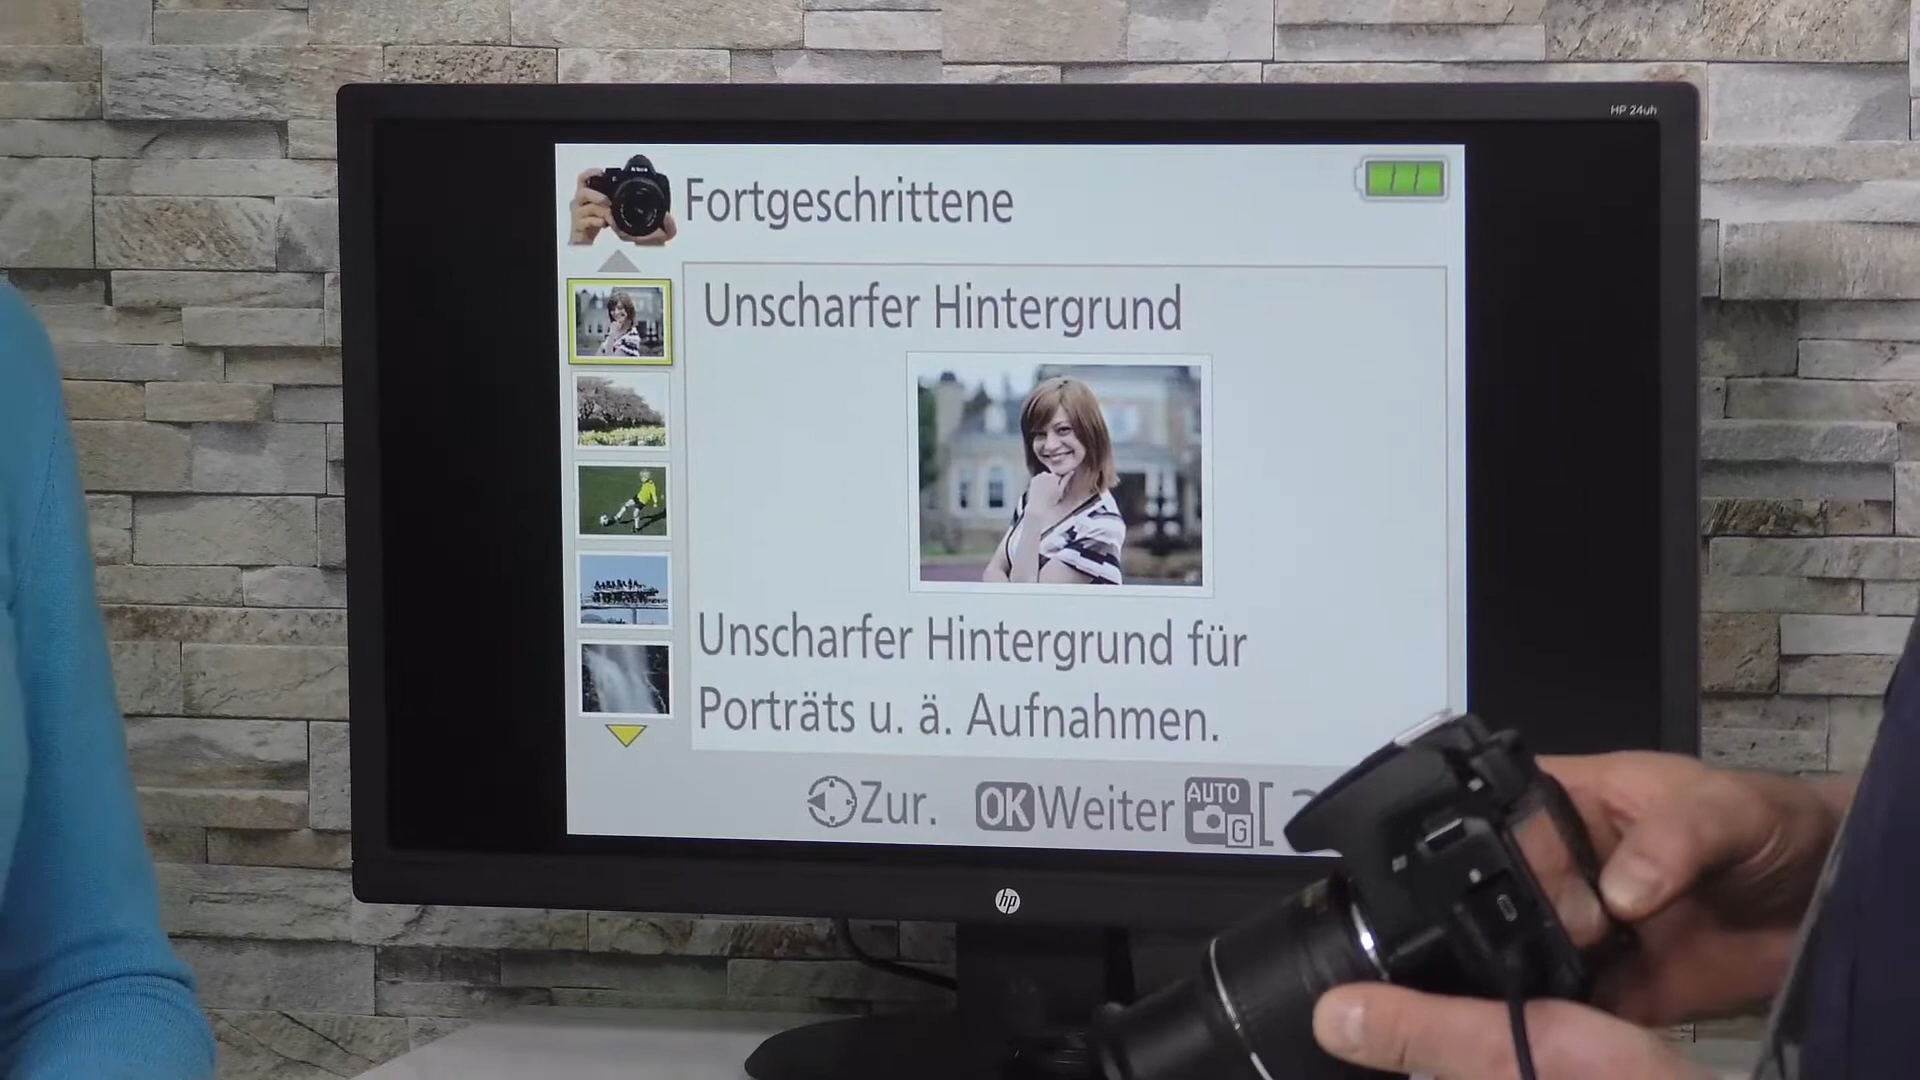 HP 24uh
Fortgeschrittene
Unscharfer Hintergrund
Unscharfer Hintergrund für
Porträts u. ä. Aufnahmen.
Zur. OK Weiter AUTO G [
hp